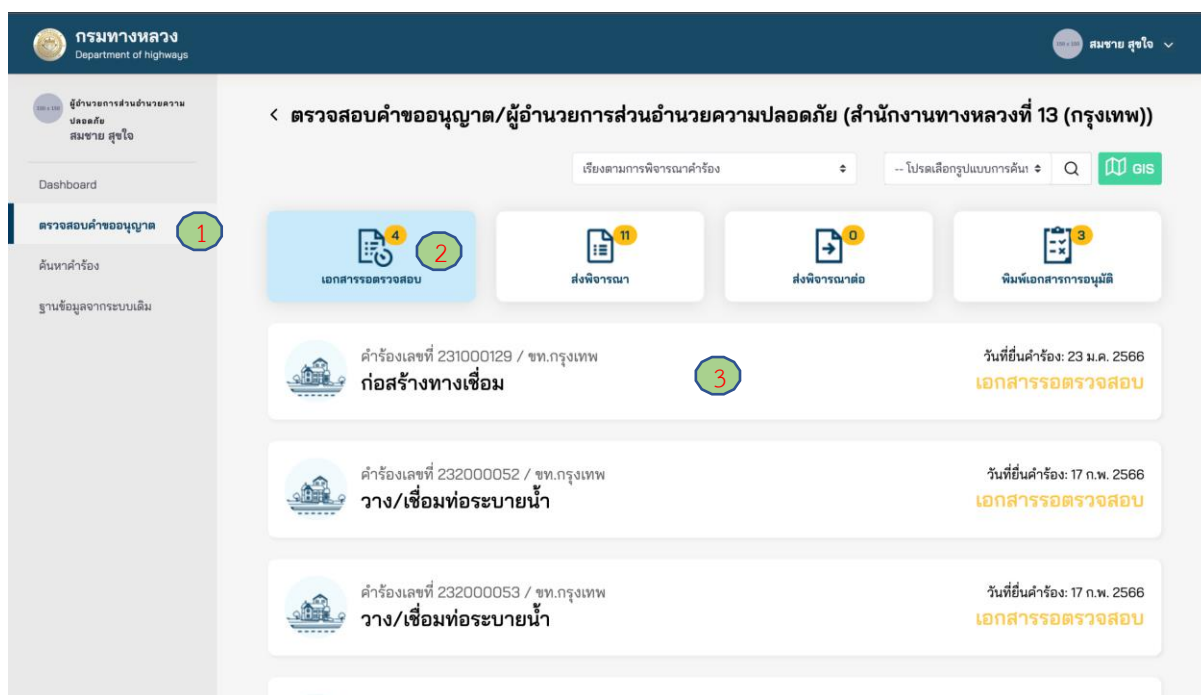 กรมทางหลวง
Department of highways
สมชาย สุขใจ
ผู้อำนวยการส่วนอำนวยความ
ปลอดภัย
สมชาย สุขใจ
Dashboard
ตรวจสอบคำขออนุญาต
1
ค้นหาคำร้อง
ฐานข้อมูลจากระบบเดิม
< ตรวจสอบคำขออนุญาต/ผู้อำนวยการส่วนอำนวยความปลอดภัย (สำนักงานทางหลวงที่ 13 (กรุงเทพ))
เรียงตามการพิจารณาคำร้อง
-- โปรดเลือกรูปแบบการค้นห
GIS
4
2
เอกสารรอตรวจสอบ
11
ส่งพิจารณา
0
ส่งพิจารณาต่อ
3
พิมพ์เอกสารการอนุมัติ
คำร้องเลขที่ 231000129 / ขท.กรุงเทพ
ก่อสร้างทางเชื่อม
3
วันที่ยื่นคำร้อง: 23 ม.ค. 2566
เอกสารรอตรวจสอบ
คำร้องเลขที่ 232000052 / ขท.กรุงเทพ
วาง/เชื่อมท่อระบายน้ำ
วันที่ยื่นคำร้อง: 17 ก.พ. 2566
เอกสารรอตรวจสอบ
คำร้องเลขที่ 232000053 / ขท.กรุงเทพ
วาง/เชื่อมท่อระบายน้ำ
วันที่ยื่นคำร้อง: 17 ก.พ. 2566
เอกสารรอตรวจสอบ